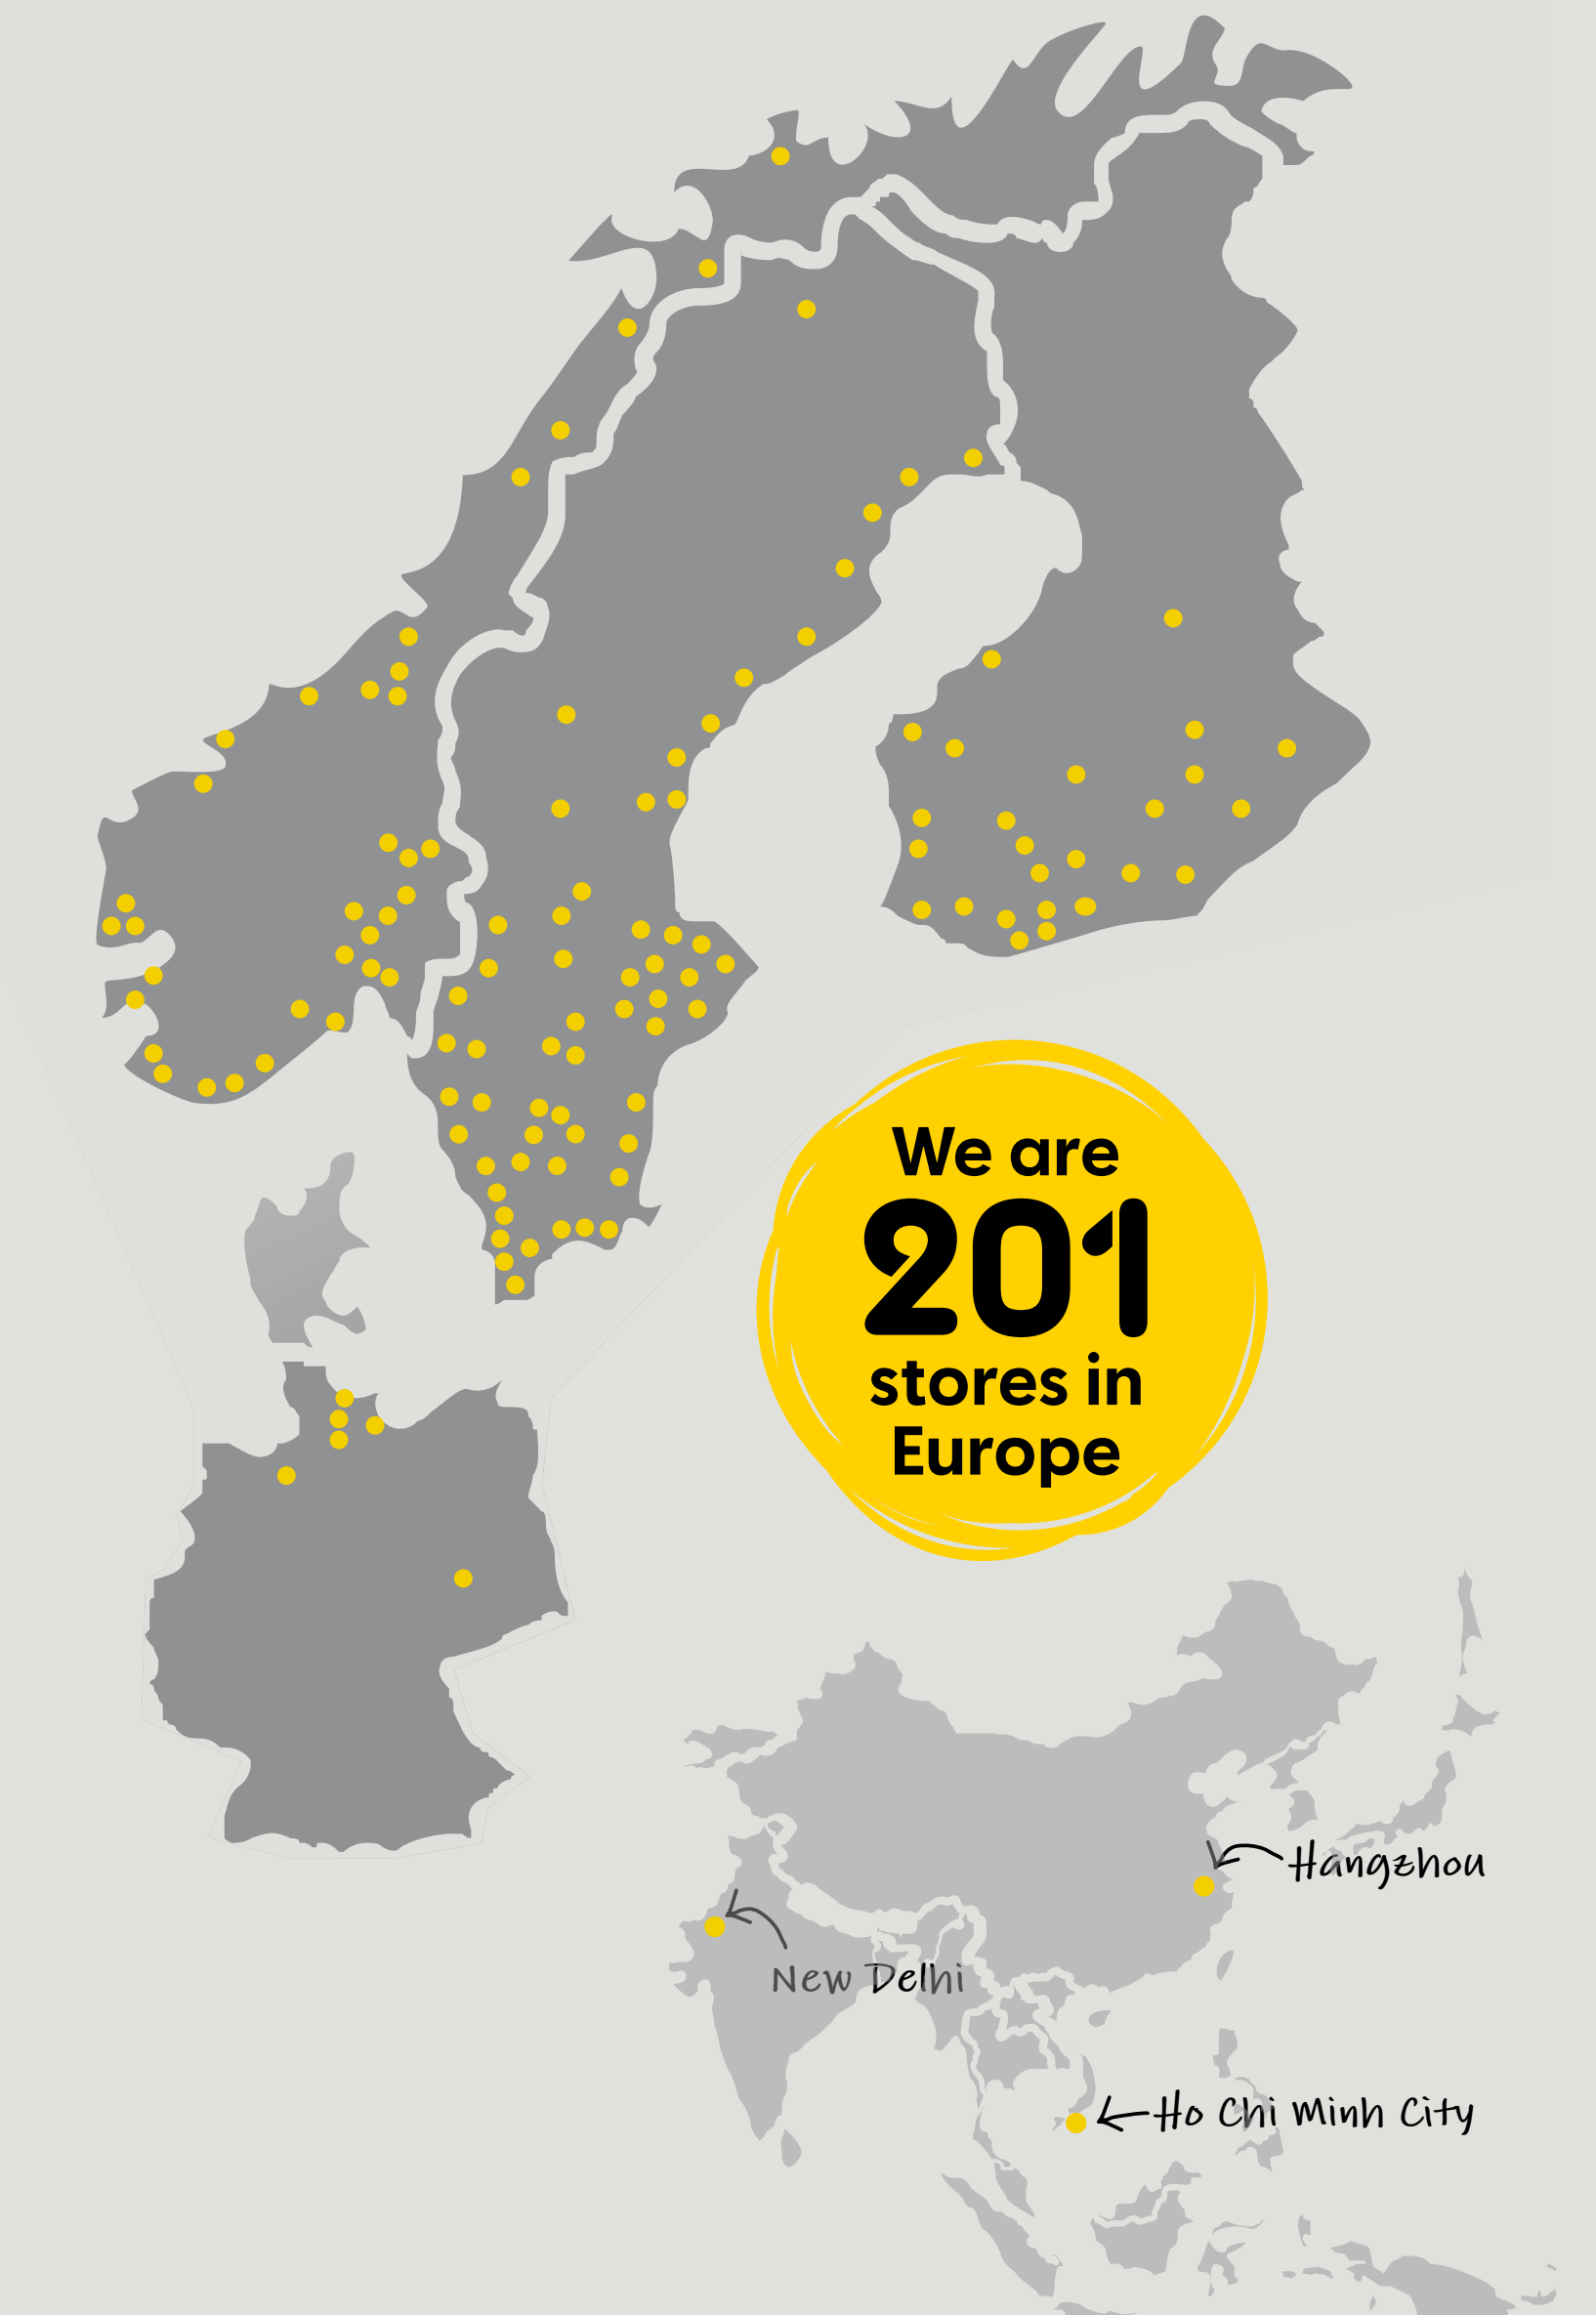 We are
201
stores in
Europe
Hangzhou
New Delhi
Ho Chi Minh City